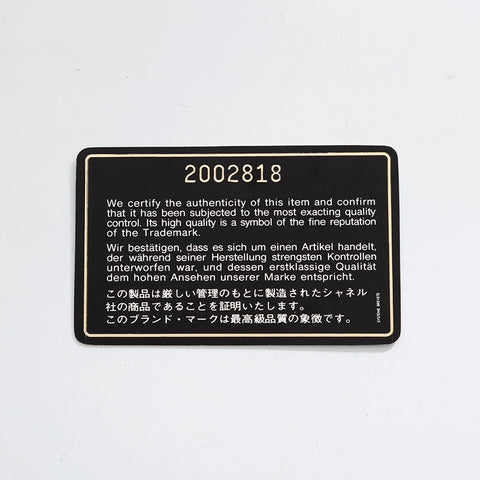 2002818
We certify the authenticity of this item and confirm
that it has been subjected to the most exacting quality
control. Its high quality is a symbol of the fine reputation
of the Trademark.
Wir bestätigen, dass es sich um einen Artikel handelt,
der während seiner Herstellung strengsten Kontrollen
unterworfen war, und dessen erstklassige Qualität
dem hohen Ansehen unserer Marke entspricht.
この製品は厳しい管理のもとに製造されたシャネル
社の商品であることを証明いたします。
このブランド・マークは最高級品質の象徴です。